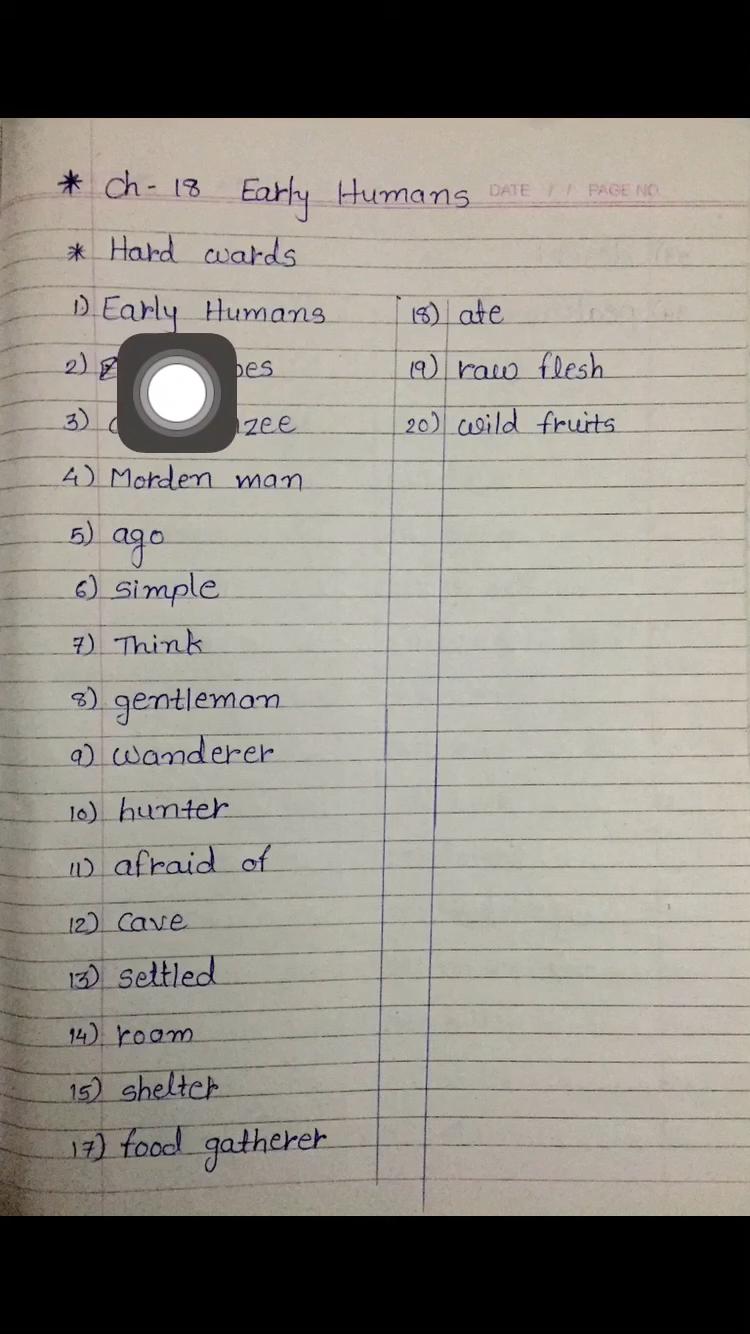 * Ch - 18 Early Humans DATE / / PAGE NO.
* Hard wards
1) Early Humans
2)
3)
4) Morden man
5) ago
6) simple
7) Think
8) gentleman
9) wanderer
10) hunter
11) afraid of
12) cave
13) settled
14) roam
15) shelter
17) food gatherer
18) ate
19) raw flesh
20) wild fruits